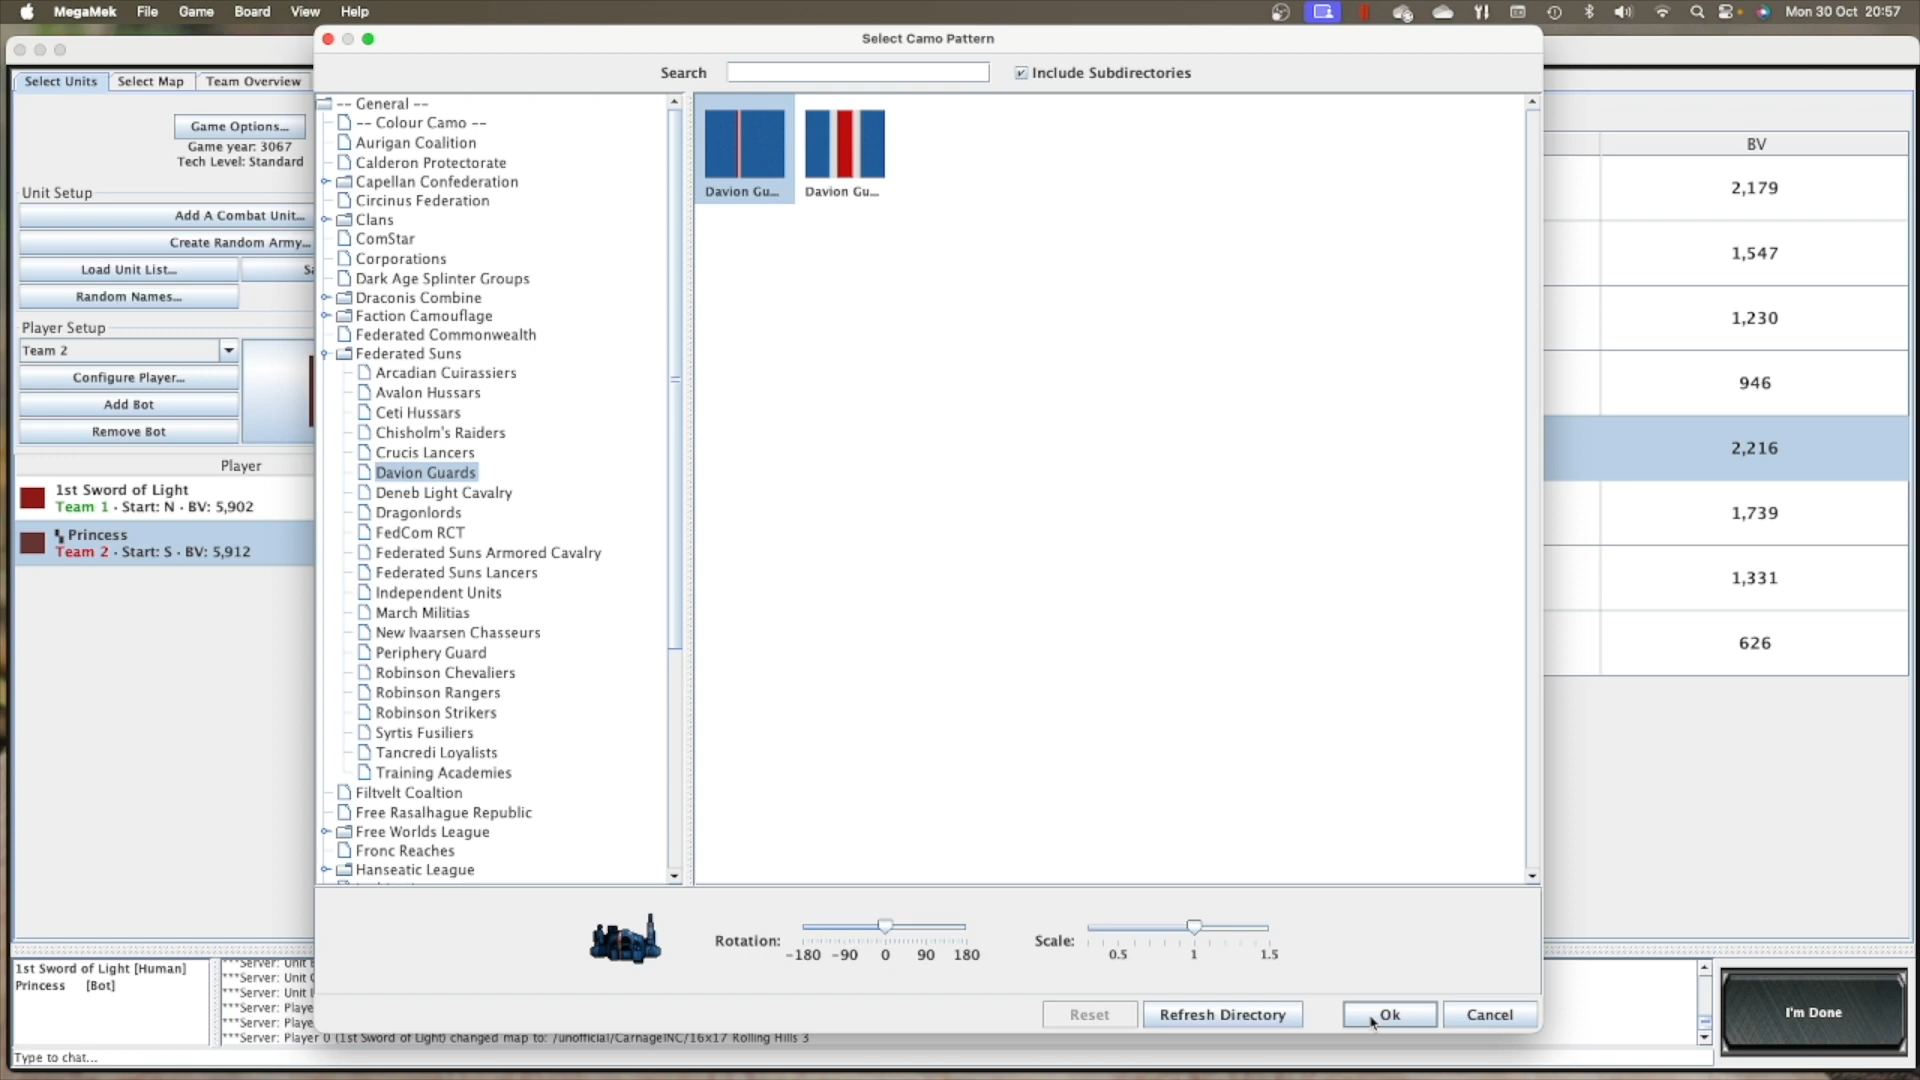 MegaMek File Game Board View Help
Mon 30 Oct 20:57
Select Camo Pattern
Search
Include Subdirectories
Select Units Select Map Team Overview
Game Options...
Game year: 3067
Tech Level: Standard
Unit Setup
Add A Combat Unit...
Create Random Army...
Load Unit List...
Random Names...
Player Setup
Team 2
Configure Player...
Add Bot
Remove Bot
Player
1st Sword of Light
Team 1 · Start: N · BV: 5,902
Princess
Team 2 · Start: S · BV: 5,912
-- General --
-- Colour Camo --
Aurigan Coalition
Calderon Protectorate
Capellan Confederation
Circinus Federation
Clans
ComStar
Corporations
Dark Age Splinter Groups
Draconis Combine
Faction Camouflage
Federated Commonwealth
Federated Suns
Arcadian Cuirassiers
Avalon Hussars
Ceti Hussars
Chisholm's Raiders
Crucis Lancers
Davion Guards
Deneb Light Cavalry
Dragonlords
FedCom RCT
Federated Suns Armored Cavalry
Federated Suns Lancers
Independent Units
March Militias
New Ivaarsen Chasseurs
Periphery Guard
Robinson Chevaliers
Robinson Rangers
Robinson Strikers
Syrtis Fusiliers
Tancredi Loyalists
Training Academies
Filtvelt Coaltion
Free Rasalhague Republic
Free Worlds League
Fronc Reaches
Hanseatic League
Davion Gu...
Davion Gu...
BV
2,179
1,547
1,230
946
2,216
1,739
1,331
626
Rotation:
-180 -90 0 90 180
Scale:
0.5 1 1.5
Reset
Refresh Directory
Ok
Cancel
1st Sword of Light [Human]
Princess [Bot]
***Server: Unit
***Server: Unit
***Server: Unit
***Server: Playe
***Server: Playe
***Server: Player 0 (1st Sword of Light) changed map to: /unofficial/CarnageINC/16x17 Rolling Hills 3
Type to chat...
I'm Done